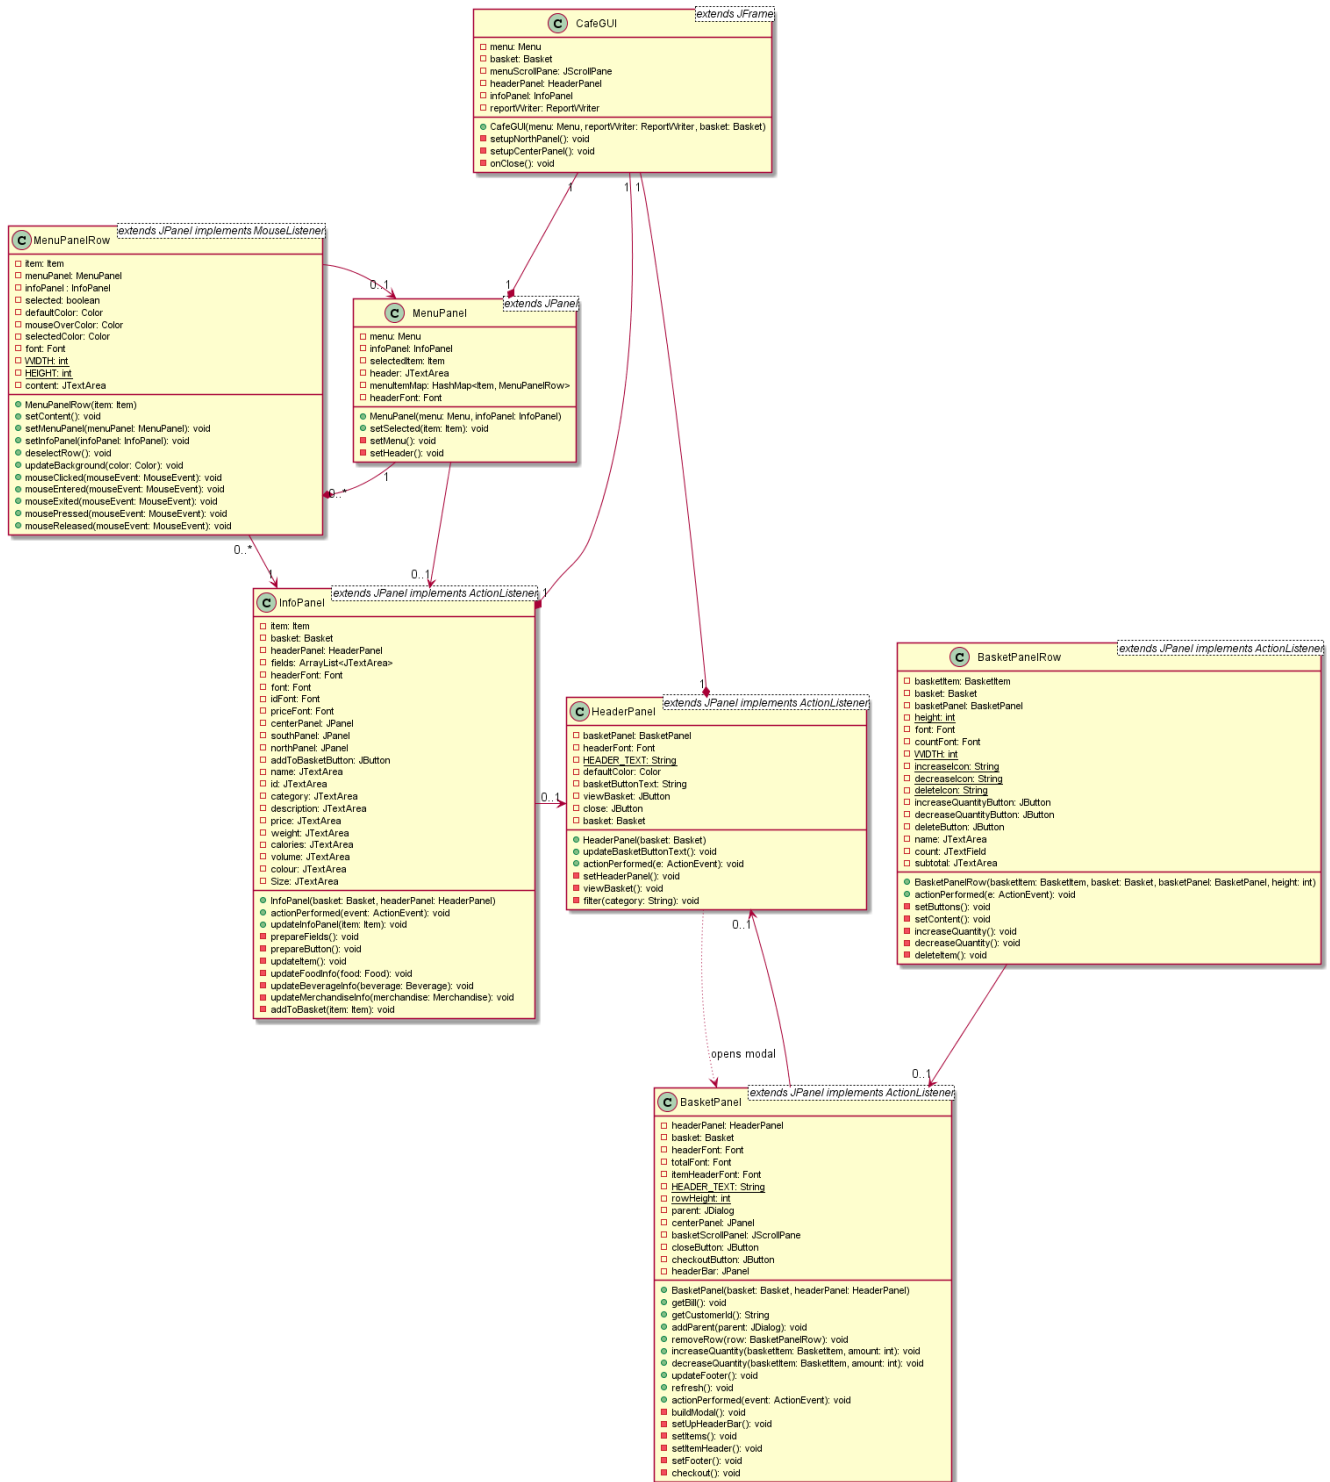 C CafeGUI
extends JFrame
menu: Menu
basket: Basket
menuScrollPane: JScrollPane
headerPanel: HeaderPanel
infoPanel: InfoPanel
reportWriter: ReportWriter
CafeGUI(menu: Menu, reportWriter: ReportWriter, basket: Basket)
setupNorthPanel(): void
setupCenterPanel(): void
onClose(): void
1
1
1
C MenuPanelRow
extends JPanel implements MouseListener
item: Item
menuPanel: MenuPanel
infoPanel : InfoPanel
selected: boolean
defaultColor: Color
mouseOverColor: Color
selectedColor: Color
font: Font
WIDTH: int
HEIGHT: int
content: JTextArea
MenuPanelRow(item: Item)
setContent(): void
setMenuPanel(menuPanel: MenuPanel): void
setInfoPanel(infoPanel: InfoPanel): void
deselectRow(): void
updateBackground(color: Color): void
mouseClicked(mouseEvent: MouseEvent): void
mouseEntered(mouseEvent: MouseEvent): void
mouseExited(mouseEvent: MouseEvent): void
mousePressed(mouseEvent: MouseEvent): void
mouseReleased(mouseEvent: MouseEvent): void
0..1
1
C MenuPanel
extends JPanel
menu: Menu
infoPanel: InfoPanel
selectedItem: Item
header: JTextArea
menuItemMap: HashMap<Item, MenuPanelRow>
headerFont: Font
MenuPanel(menu: Menu, infoPanel: InfoPanel)
setSelected(item: Item): void
setMenu(): void
setHeader(): void
1
0..*
0..*
1
0..1
1
C InfoPanel
extends JPanel implements ActionListener
item: Item
basket: Basket
headerPanel: HeaderPanel
fields: ArrayList<JTextArea>
headerFont: Font
font: Font
idFont: Font
priceFont: Font
centerPanel: JPanel
southPanel: JPanel
northPanel: JPanel
addToBasketButton: JButton
name: JTextArea
id: JTextArea
category: JTextArea
description: JTextArea
price: JTextArea
weight: JTextArea
calories: JTextArea
volume: JTextArea
colour: JTextArea
Size: JTextArea
InfoPanel(basket: Basket, headerPanel: HeaderPanel)
actionPerformed(event: ActionEvent): void
updateInfoPanel(item: Item): void
prepareFields(): void
prepareButton(): void
updateItem(): void
updateFoodInfo(food: Food): void
updateBeverageInfo(beverage: Beverage): void
updateMerchandiseInfo(merchandise: Merchandise): void
addToBasket(item: Item): void
0..1
1
C HeaderPanel
extends JPanel implements ActionListener
basketPanel: BasketPanel
headerFont: Font
HEADER_TEXT: String
defaultColor: Color
basketButtonText: String
viewBasket: JButton
close: JButton
basket: Basket
HeaderPanel(basket: Basket)
updateBasketButtonText(): void
actionPerformed(e: ActionEvent): void
setHeaderPanel(): void
viewBasket(): void
filter(category: String): void
0..1
C BasketPanelRow
extends JPanel implements ActionListener
basketItem: BasketItem
basket: Basket
basketPanel: BasketPanel
height: int
font: Font
countFont: Font
WIDTH: int
increaseIcon: String
decreaseIcon: String
deleteIcon: String
increaseQuantityButton: JButton
decreaseQuantityButton: JButton
deleteButton: JButton
name: JTextArea
count: JTextField
subtotal: JTextArea
BasketPanelRow(basketItem: BasketItem, basket: Basket, basketPanel: BasketPanel, height: int)
actionPerformed(e: ActionEvent): void
setButtons(): void
setContent(): void
increaseQuantity(): void
decreaseQuantity(): void
deleteItem(): void
opens modal
0..1
C BasketPanel
extends JPanel implements ActionListener
headerPanel: HeaderPanel
basket: Basket
headerFont: Font
totalFont: Font
itemHeaderFont: Font
HEADER_TEXT: String
rowHeight: int
parent: JDialog
centerPanel: JPanel
basketScrollPanel: JScrollPane
closeButton: JButton
checkoutButton: JButton
headerBar: JPanel
BasketPanel(basket: Basket, headerPanel: HeaderPanel)
getBill(): void
getCustomerId(): String
addParent(parent: JDialog): void
removeRow(row: BasketPanelRow): void
increaseQuantity(basketItem: BasketItem, amount: int): void
decreaseQuantity(basketItem: BasketItem, amount: int): void
updateFooter(): void
refresh(): void
actionPerformed(event: ActionEvent): void
buildModal(): void
setUpHeaderBar(): void
setItems(): void
setItemHeader(): void
setFooter(): void
checkout(): void